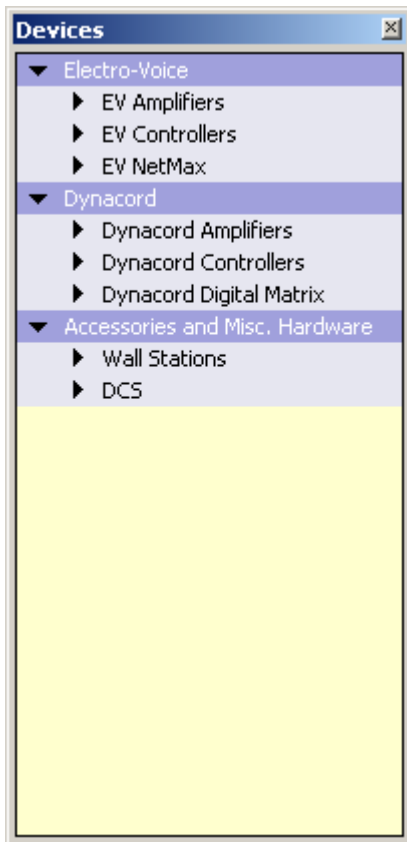 Devices
Electro-Voice
EV Amplifiers
EV Controllers
EV NetMax
Dynacord
Dynacord Amplifiers
Dynacord Controllers
Dynacord Digital Matrix
Accessories and Misc. Hardware
Wall Stations
DCS